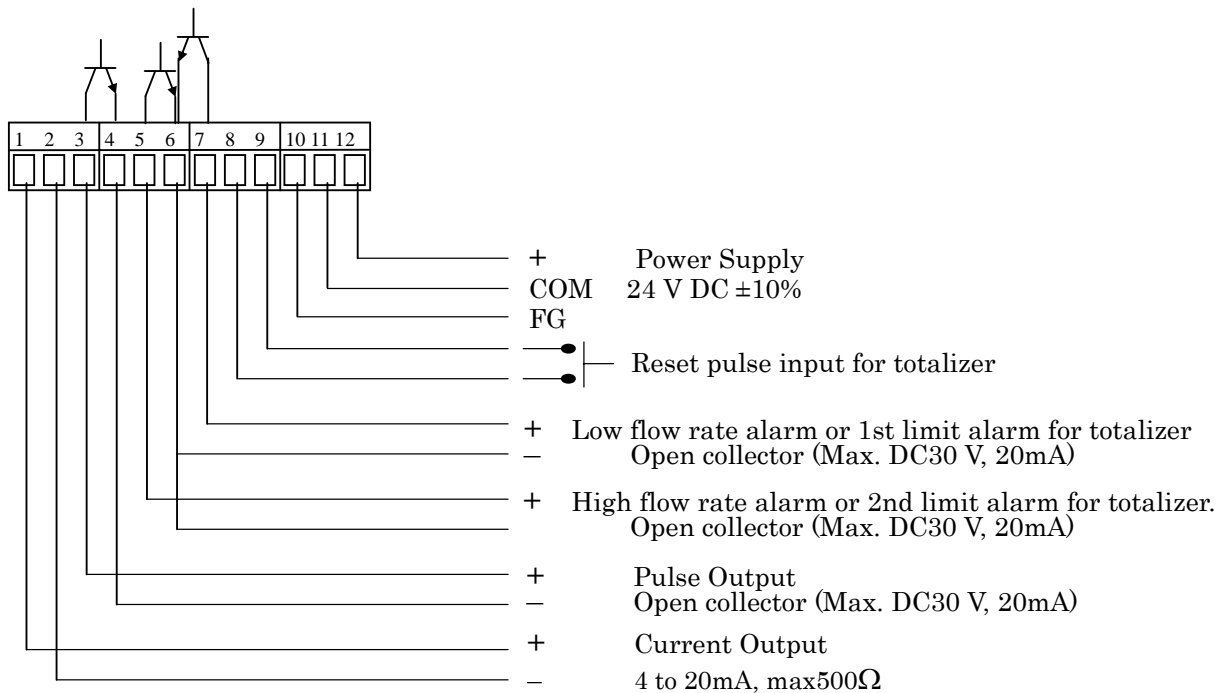 1 2 3 4 5 6 7 8 9 10 11 12
+ Power Supply
COM 24 V DC ±10%
FG
Reset pulse input for totalizer
+ Low flow rate alarm or 1st limit alarm for totalizer
– Open collector (Max. DC30 V, 20mA)
+ High flow rate alarm or 2nd limit alarm for totalizer.
Open collector (Max. DC30 V, 20mA)
+ Pulse Output
– Open collector (Max. DC30 V, 20mA)
+ Current Output
– 4 to 20mA, max500Ω